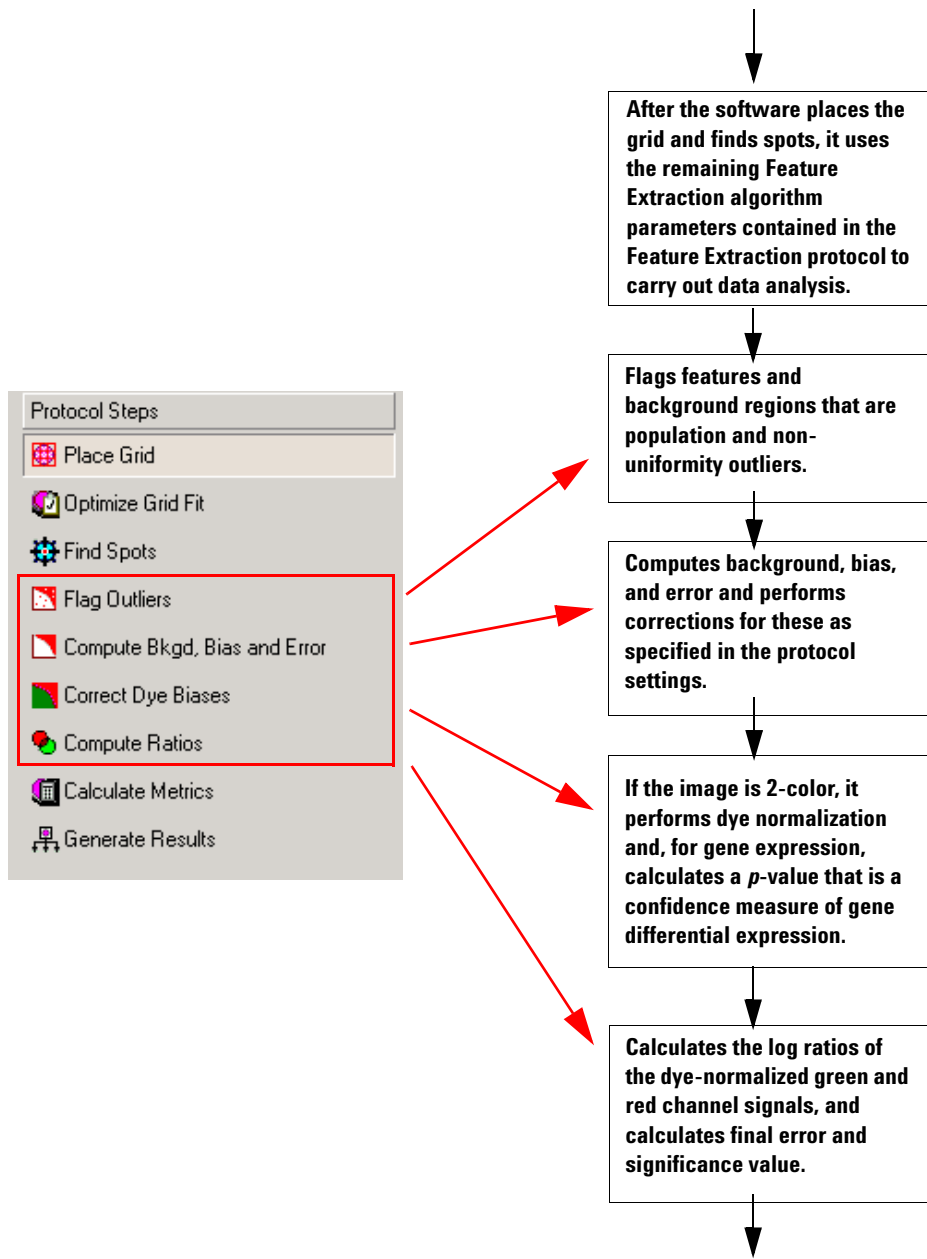 After the software places the
grid and finds spots, it uses
the remaining Feature
Extraction algorithm
parameters contained in the
Feature Extraction protocol to
carry out data analysis.
Flags features and
background regions that are
population and non-
uniformity outliers.
Protocol Steps
Place Grid
Optimize Grid Fit
Find Spots
Flag Outliers
Compute Bkgd, Bias and Error
Correct Dye Biases
Compute Ratios
Calculate Metrics
Generate Results
Computes background, bias,
and error and performs
corrections for these as
specified in the protocol
settings.
If the image is 2-color, it
performs dye normalization
and, for gene expression,
calculates a p-value that is a
confidence measure of gene
differential expression.
Calculates the log ratios of
the dye-normalized green and
red channel signals, and
calculates final error and
significance value.